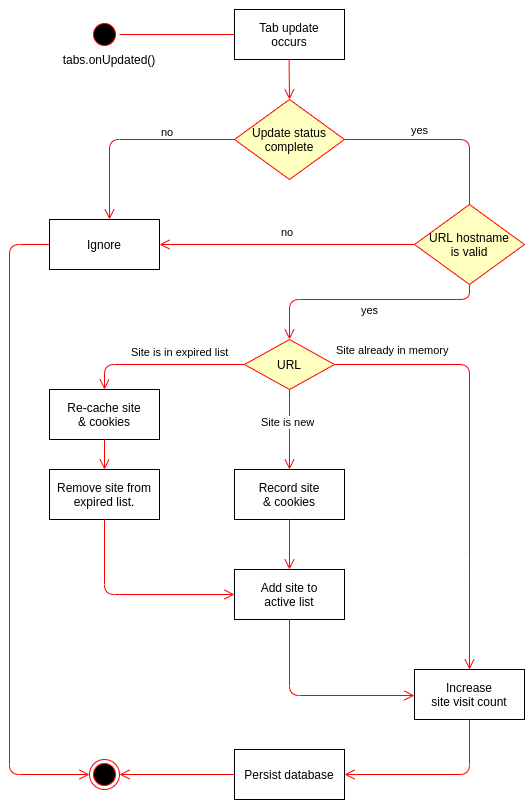 Tab update
occurs
tabs.onUpdated()
Update status
complete
no
yes
URL hostname
is valid
no
Ignore
yes
Site is in expired list
Site already in memory
URL
Re-cache site
& cookies
Site is new
Remove site from
expired list.
Record site
& cookies
Add site to
active list
Increase
site visit count
Persist database